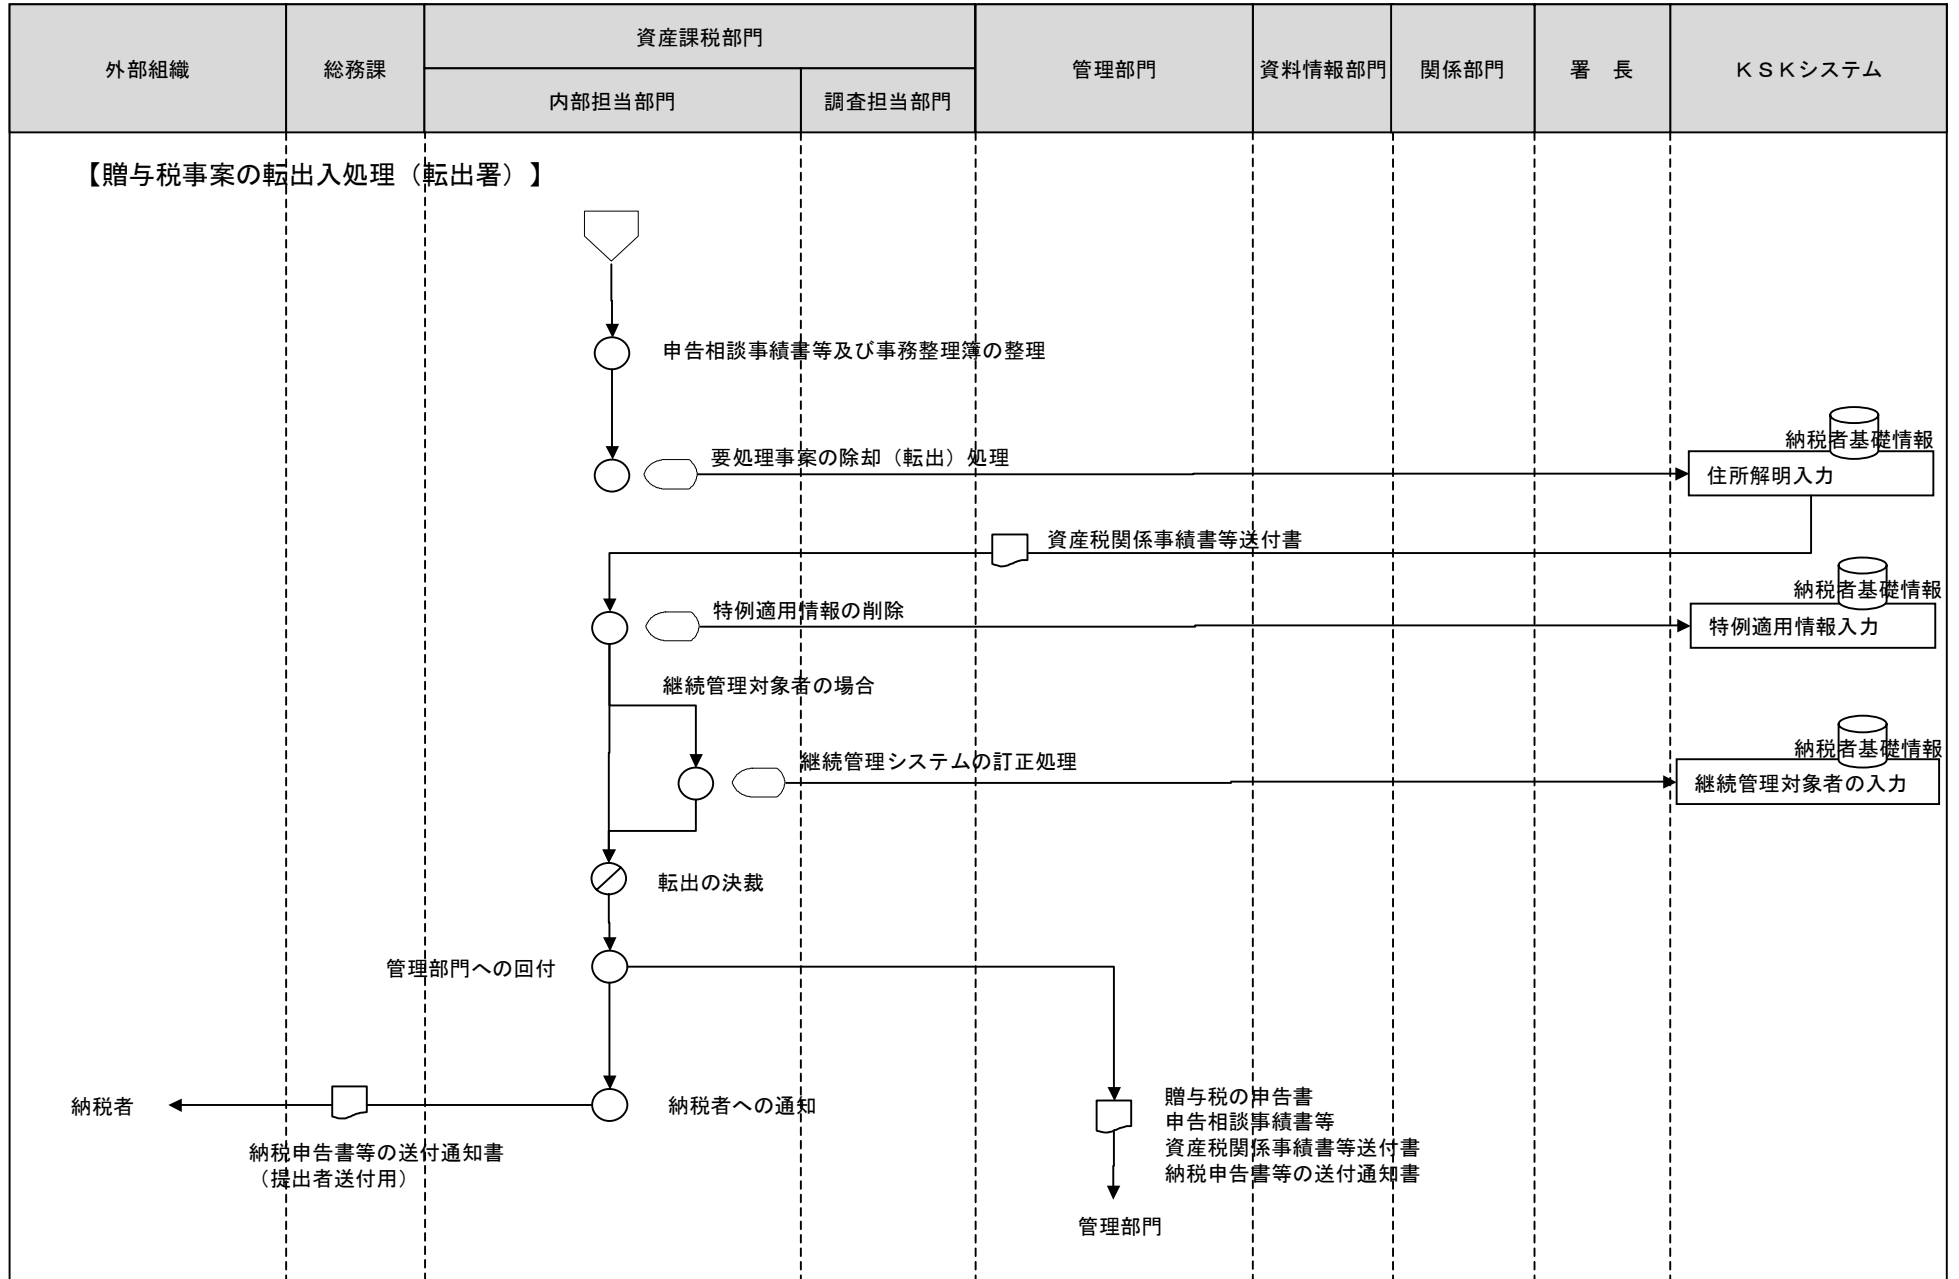 外部組織
総務課
資産課税部門
内部担当部門
調査担当部門
管理部門
資料情報部門
関係部門
署　長
ＫＳＫシステム
【贈与税事案の転出入処理（転出署）】
申告相談事績書等及び事務整理簿の整理
要処理事案の除却（転出）処理
納税者基礎情報
住所解明入力
資産税関係事績書等送付書
特例適用情報の削除
納税者基礎情報
特例適用情報入力
継続管理対象者の場合
継続管理システムの訂正処理
納税者基礎情報
継続管理対象者の入力
転出の決裁
管理部門への回付
納税者
納税者への通知
納税申告書等の送付通知書
（提出者送付用）
贈与税の申告書
申告相談事績書等
資産税関係事績書等送付書
納税申告書等の送付通知書
管理部門